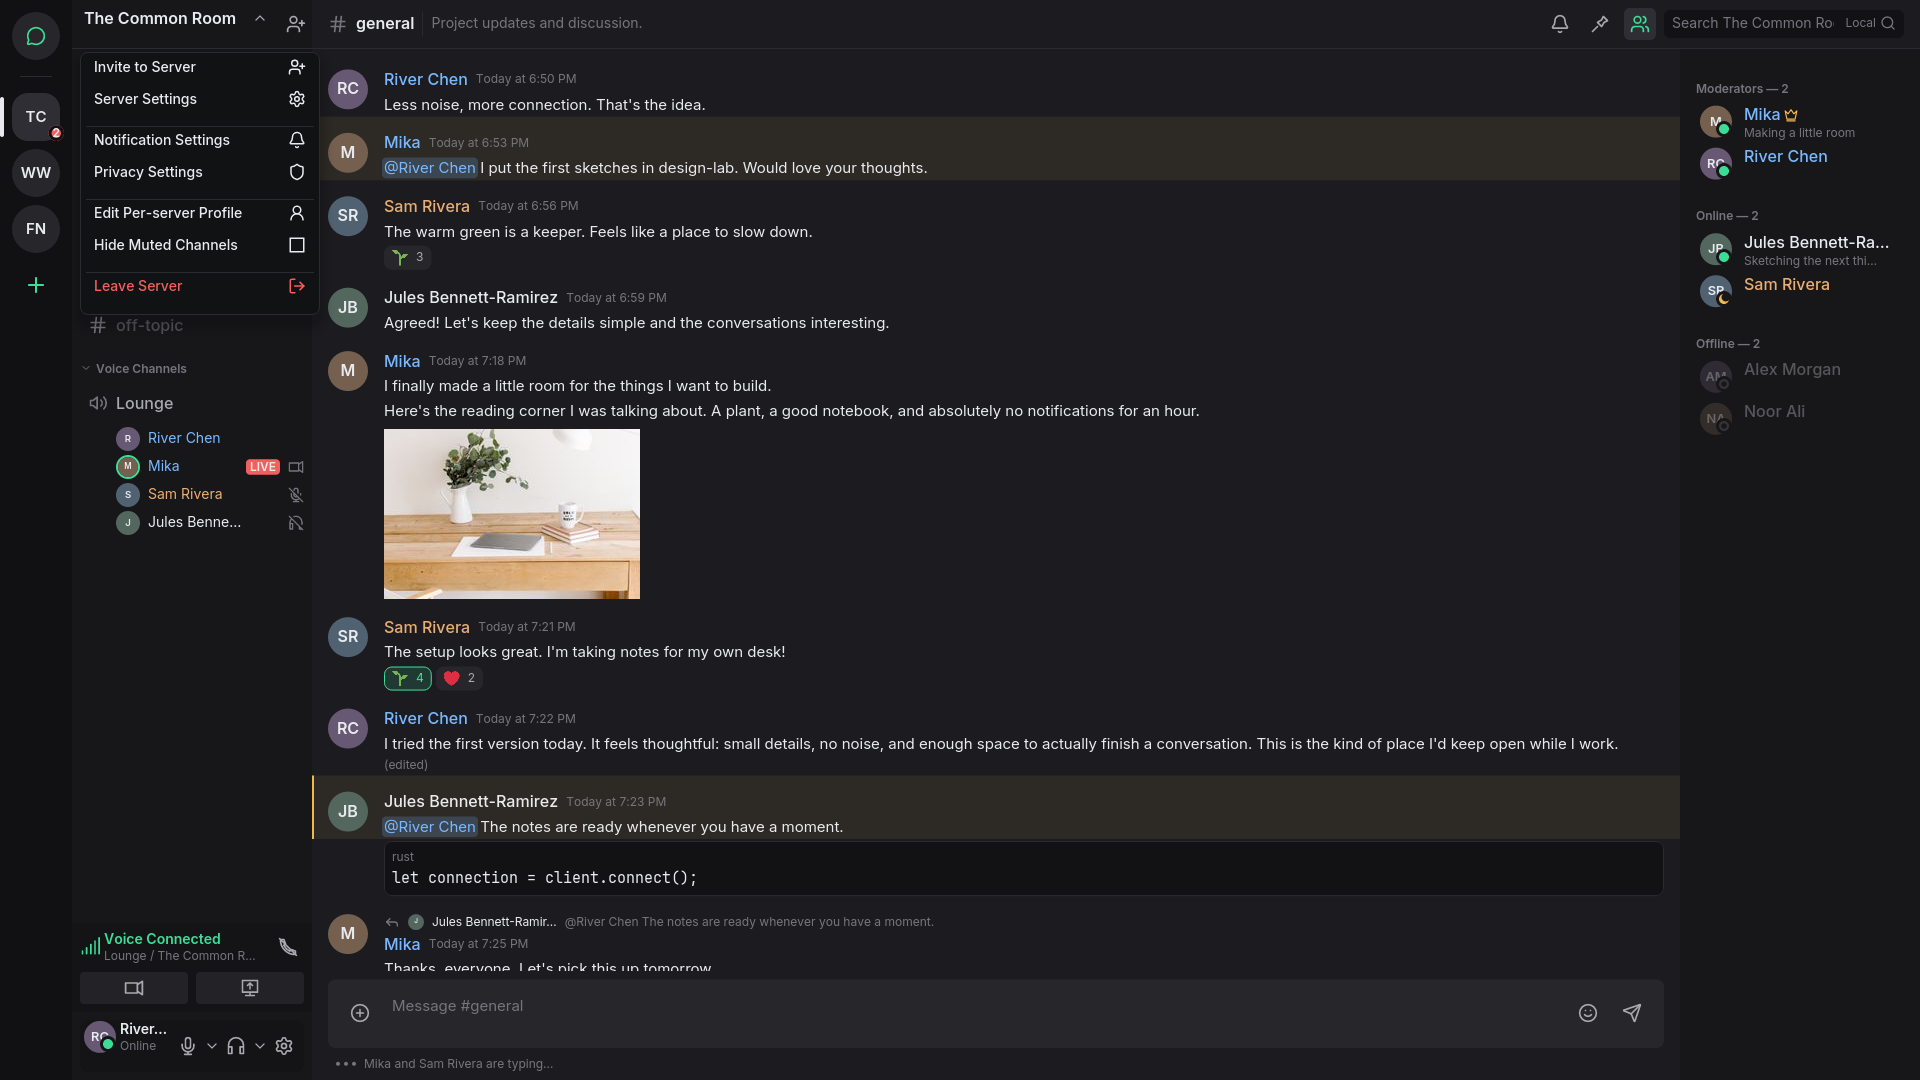 The Common Room
TC
2
WW
FN
Invite to Server
Server Settings
Notification Settings
Privacy Settings
Edit Per-server Profile
Hide Muted Channels
Leave Server
off-topic
Voice Channels
Lounge
R
River Chen
M
Mika
LIVE
S
Sam Rivera
J
Jules Benne...
Voice Connected
Lounge / The Common R...
RC
River...
Online
general
Project updates and discussion.
Search The Common Ro
Local
RC
River Chen Today at 6:50 PM
Less noise, more connection. That's the idea.
M
Mika Today at 6:53 PM
@River Chen I put the first sketches in design-lab. Would love your thoughts.
SR
Sam Rivera Today at 6:56 PM
The warm green is a keeper. Feels like a place to slow down.
3
JB
Jules Bennett-Ramirez Today at 6:59 PM
Agreed! Let's keep the details simple and the conversations interesting.
M
Mika Today at 7:18 PM
I finally made a little room for the things I want to build.
Here's the reading corner I was talking about. A plant, a good notebook, and absolutely no notifications for an hour.
SR
Sam Rivera Today at 7:21 PM
The setup looks great. I'm taking notes for my own desk!
4
2
RC
River Chen Today at 7:22 PM
I tried the first version today. It feels thoughtful: small details, no noise, and enough space to actually finish a conversation. This is the kind of place I'd keep open while I work.
(edited)
JB
Jules Bennett-Ramirez Today at 7:23 PM
@River Chen The notes are ready whenever you have a moment.
rust
let connection = client.connect();
J
Jules Bennett-Ramir... @River Chen The notes are ready whenever you have a moment.
M
Mika Today at 7:25 PM
Thanks, everyone. Let's pick this up tomorrow.
Message #general
Mika and Sam Rivera are typing...
Moderators — 2
M
Mika
Making a little room
RC
River Chen
Online — 2
JB
Jules Bennett-Ra...
Sketching the next thi...
SR
Sam Rivera
Offline — 2
AM
Alex Morgan
NA
Noor Ali